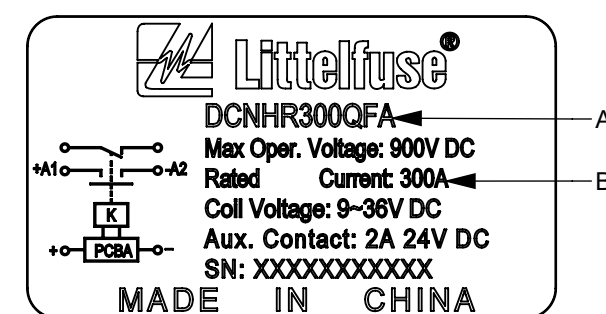 Littelfuse®
DCNHR300QFA
A
Max Oper. Voltage: 900V DC
+A1
-A2
Rated Current: 300A
B
K
Coil Voltage: 9~36V DC
+ PCBA -
Aux. Contact: 2A 24V DC
SN: XXXXXXXXXXX
MADE IN CHINA